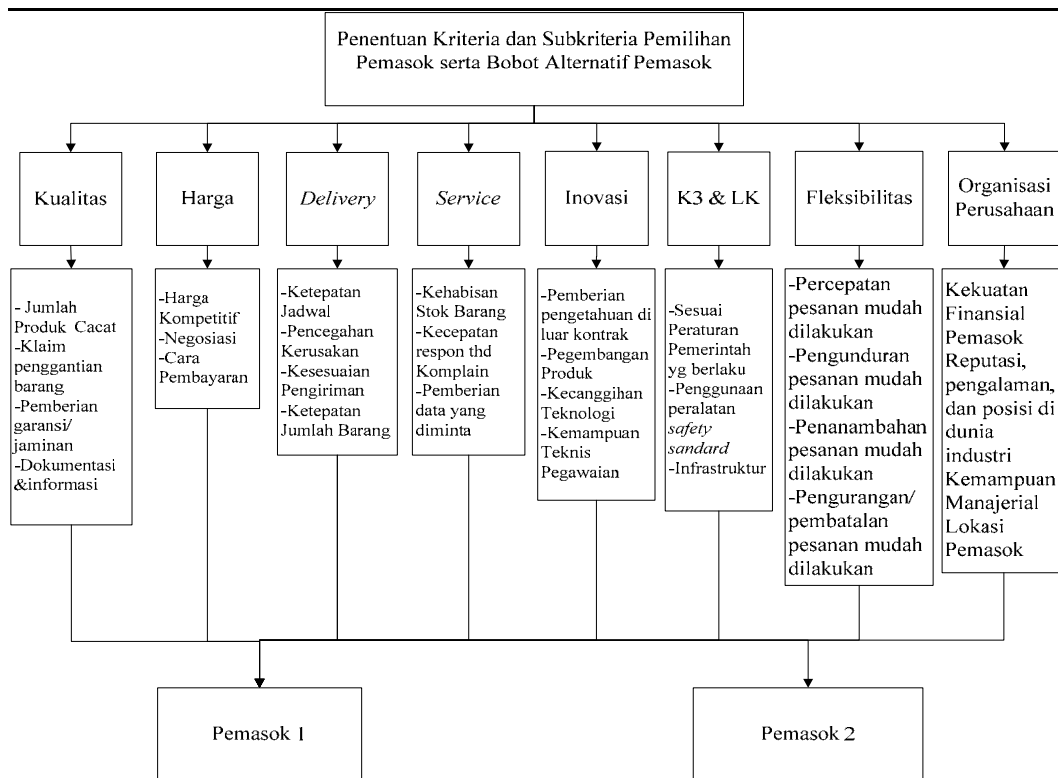 Penentuan Kriteria dan Subkriteria Pemilihan
Pemasok serta Bobot Alternatif Pemasok
Kualitas
Harga
Delivery
Service
Inovasi
K3 & LK
Fleksibilitas
Organisasi
Perusahaan
- Jumlah
Produk Cacat
-Klaim
penggantian
barang
-Pemberian
garansi/
jaminan
-Dokumentasi
&informasi
-Harga
Kompetitif
-Negosiasi
-Cara
Pembayaran
-Ketepatan
Jadwal
-Pencegahan
Kerusakan
-Kesesuaian
Pengiriman
-Ketepatan
Jumlah Barang
-Kehabisan
Stok Barang
-Kecepatan
respon thd
Komplain
-Pemberian
data yang
diminta
-Pemberian
pengetahuan di
luar kontrak
-Pegembangan
Produk
-Kecanggihan
Teknologi
-Kemampuan
Teknis
Pegawaian
-Sesuai
Peraturan
Pemerintah
yg berlaku
-Penggunaan
peralatan
safety
sandard
-Infrastruktur
-Percepatan
pesanan mudah
dilakukan
-Pengunduran
pesanan mudah
dilakukan
-Penanambahan
pesanan mudah
dilakukan
-Pengurangan/
pembatalan
pesanan mudah
dilakukan
Kekuatan
Finansial
Pemasok
Reputasi,
pengalaman,
dan posisi di
dunia
industri
Kemampuan
Manajerial
Lokasi
Pemasok
Pemasok 1
Pemasok 2